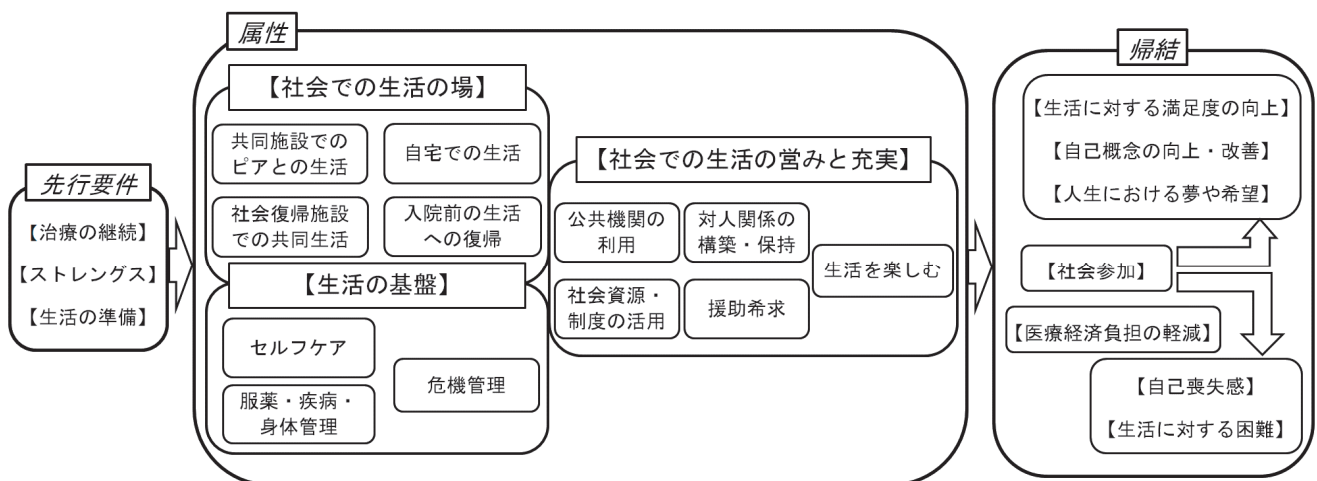 先行要件
【治療の継続】
【ストレングス】
【生活の準備】
属性
【社会での生活の場】
共同施設での
ピアとの生活
自宅での生活
社会復帰施設
での共同生活
入院前の生活
への復帰
【生活の基盤】
セルフケア
服薬・疾病・
身体管理
危機管理
【社会での生活の営みと充実】
公共機関の
利用
対人関係の
構築・保持
社会資源・
制度の活用
援助希求
生活を楽しむ
帰結
【生活に対する満足度の向上】
【自己概念の向上・改善】
【人生における夢や希望】
【社会参加】
【医療経済負担の軽減】
【自己喪失感】
【生活に対する困難】